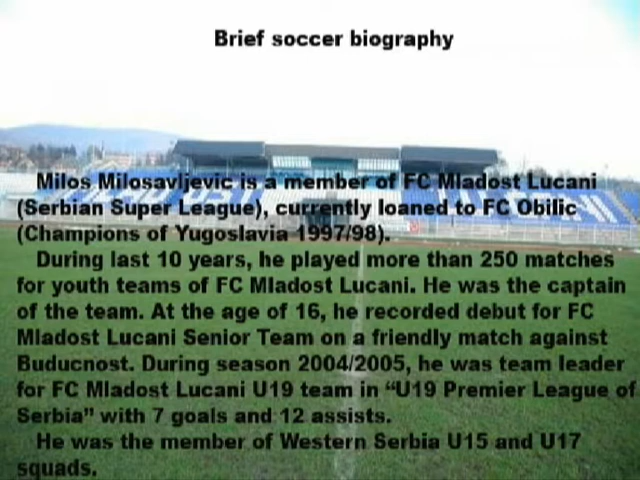 Brief soccer biography
Milos Milosavljevic is a member of FC Mladost Lucani
(Serbian Super League), currently loaned to FC Obilic
(Champions of Yugoslavia 1997/98).
During last 10 years, he played more than 250 matches
for youth teams of FC Mladost Lucani. He was the captain
of the team. At the age of 16, he recorded debut for FC
Mladost Lucani Senior Team on a friendly match against
Buducnost. During season 2004/2005, he was team leader
for FC Mladost Lucani U19 team in “U19 Premier League of
Serbia” with 7 goals and 12 assists.
He was the member of Western Serbia U15 and U17
squads.